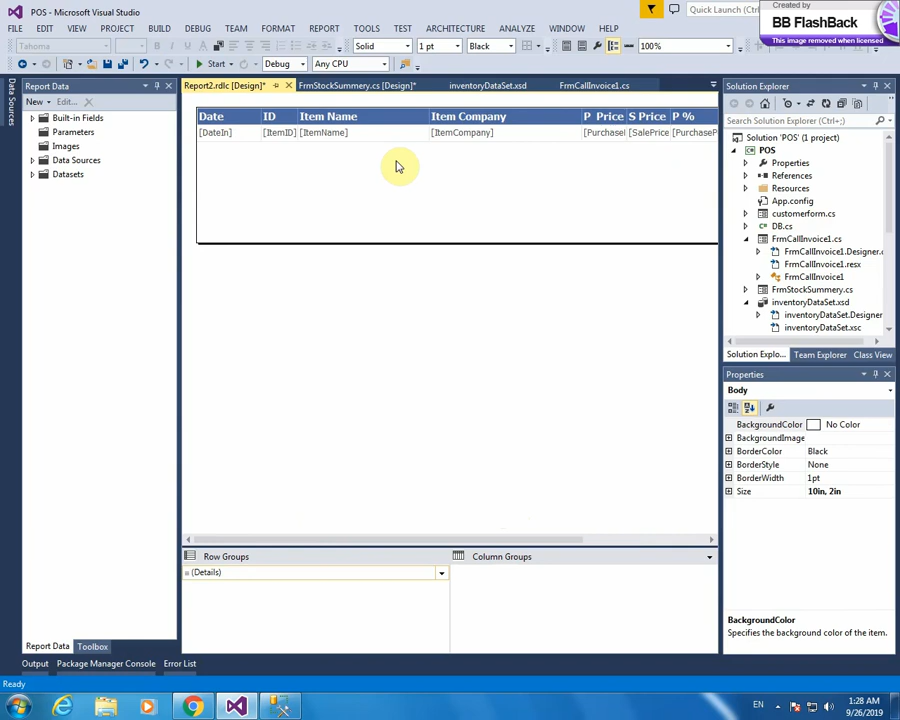 POS - Microsoft Visual Studio
Quick Launch (Ctrl
Created by
BB FlashBack
This image removed when licensed
FILE EDIT VIEW PROJECT BUILD DEBUG TEAM FORMAT REPORT TOOLS TEST ARCHITECTURE ANALYZE WINDOW HELP
Tahoma B I U A Solid 1 pt Black 100%
Start Debug Any CPU
Data Sources
Report Data
New Edit...
Built-in Fields
Parameters
Images
Data Sources
Datasets
Report Data Toolbox
Report2.rdlc [Design]* FrmStockSummery.cs [Design]* inventoryDataSet.xsd FrmCallInvoice1.cs
Date ID Item Name Item Company P Price S Price P %
[DateIn] [ItemID] [ItemName] [ItemCompany] [Purchasel [SalePrice [PurchaseP
Row Groups Column Groups
(Details)
Solution Explorer
Search Solution Explorer (Ctrl+;)
Solution 'POS' (1 project)
POS
Properties
References
Resources
App.config
customerform.cs
DB.cs
FrmCallInvoice1.cs
FrmCallInvoice1.Designer.c
FrmCallInvoice1.resx
FrmCallInvoice1
FrmStockSummery.cs
inventoryDataSet.xsd
inventoryDataSet.Designer
inventoryDataSet.xsc
Solution Explo... Team Explorer Class View
Properties
Body
BackgroundColor No Color
BackgroundImage
BorderColor Black
BorderStyle None
BorderWidth 1pt
Size 10in, 2in
BackgroundColor
Specifies the background color of the item.
Output Package Manager Console Error List
Ready
EN 1:28 AM
9/26/2019